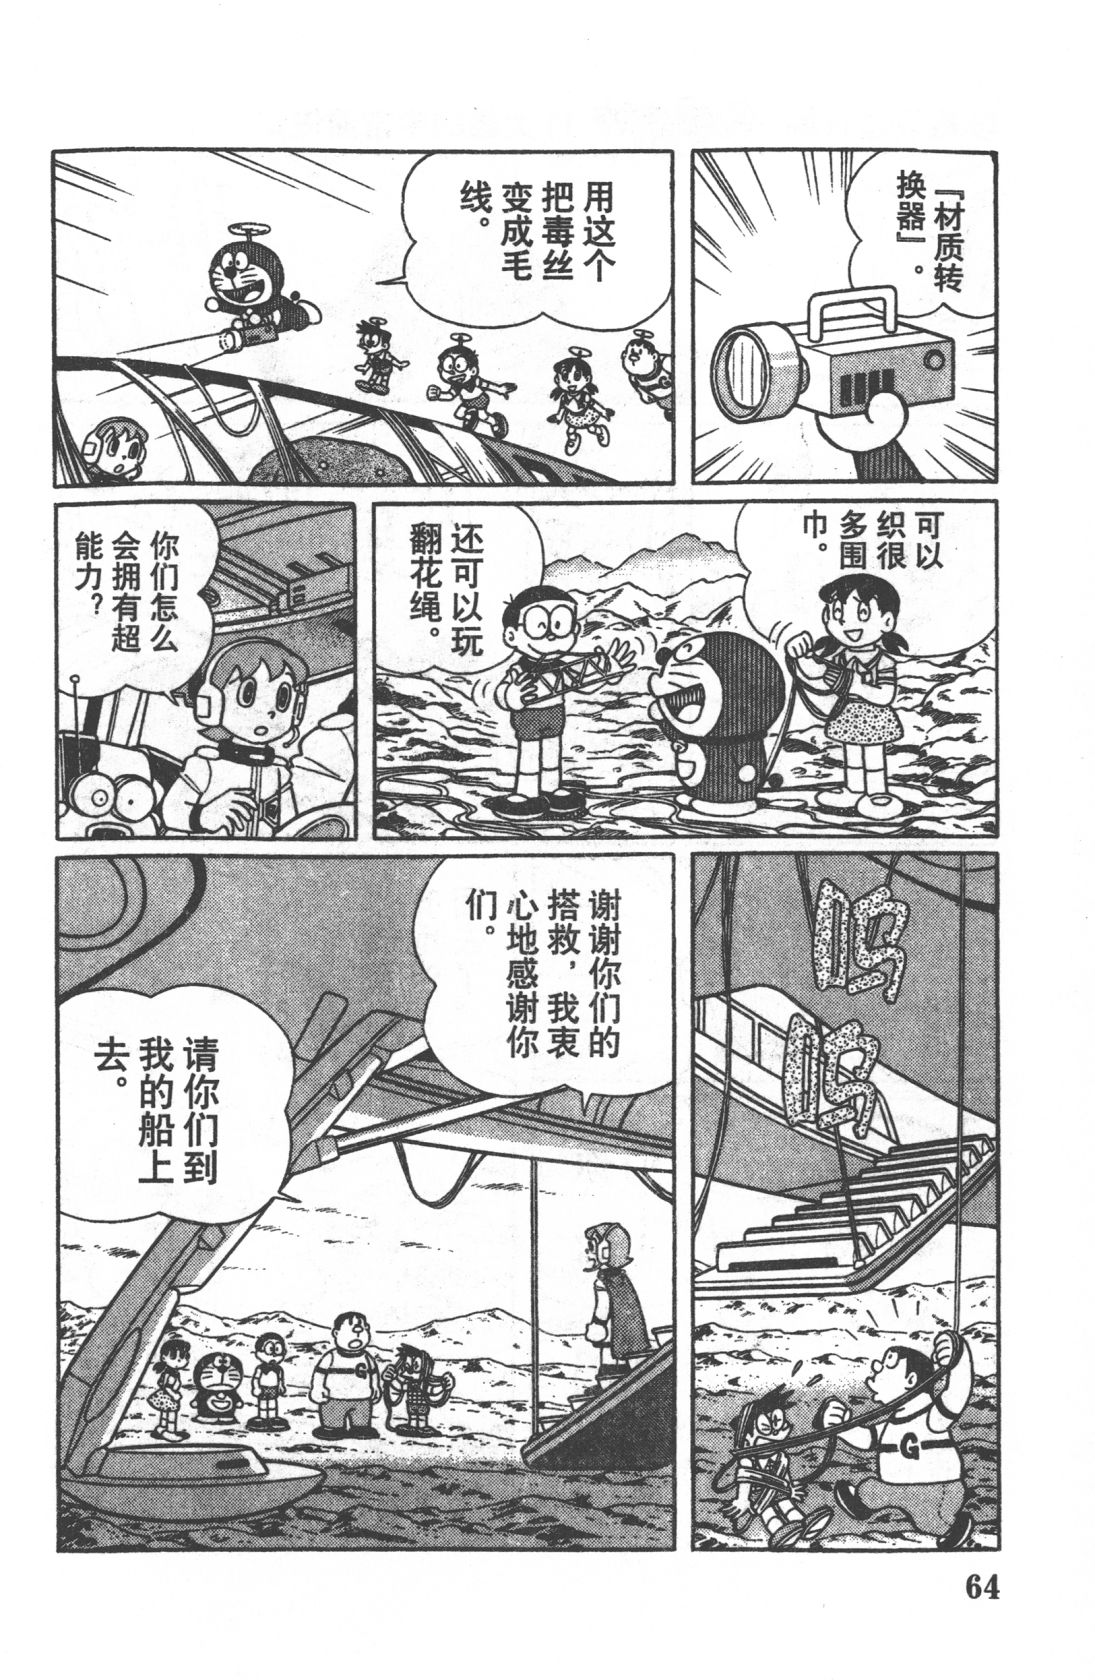 『材质转
换器』。
用这个
把毒丝
变成毛
线。
可以
织很
多围
巾。
还可以玩
翻花绳。
你们怎么
会拥有超
能力？
呜
呜
G
谢谢你们的
搭救，我衷
心地感谢你
们。
请你们到
我的船上
去。
G
64